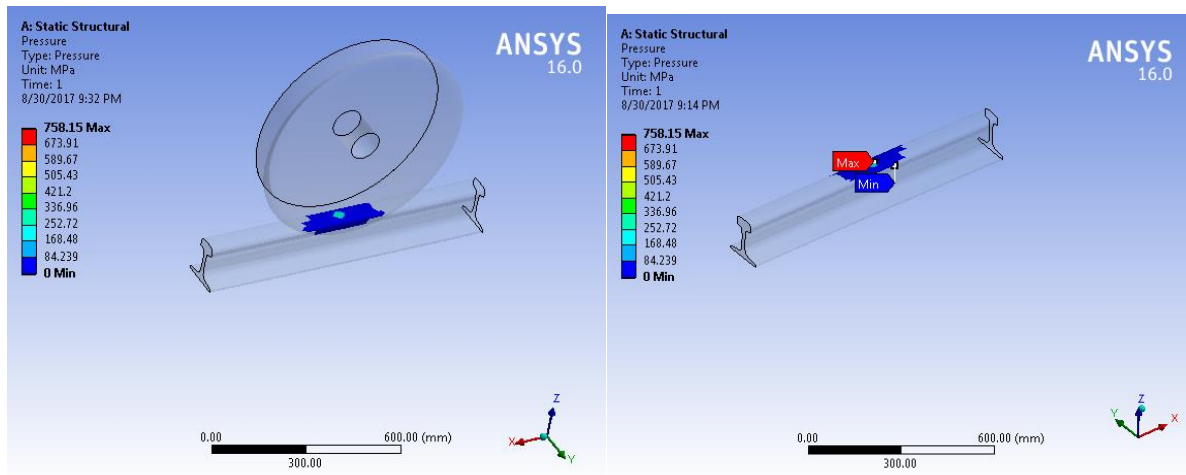 A: Static Structural
Pressure
Type: Pressure
Unit: MPa
Time: 1
8/30/2017 9:32 PM
ANSYS
16.0
758.15 Max
673.91
589.67
505.43
421.2
336.96
252.72
168.48
84.239
0 Min
Z
X
Y
0.00
600.00 (mm)
300.00
A: Static Structural
Pressure
Type: Pressure
Unit: MPa
Time: 1
8/30/2017 9:14 PM
ANSYS
16.0
758.15 Max
673.91
589.67
505.43
421.2
336.96
252.72
168.48
84.239
0 Min
Max
Min
Z
Y
X
0.00
600.00 (mm)
300.00